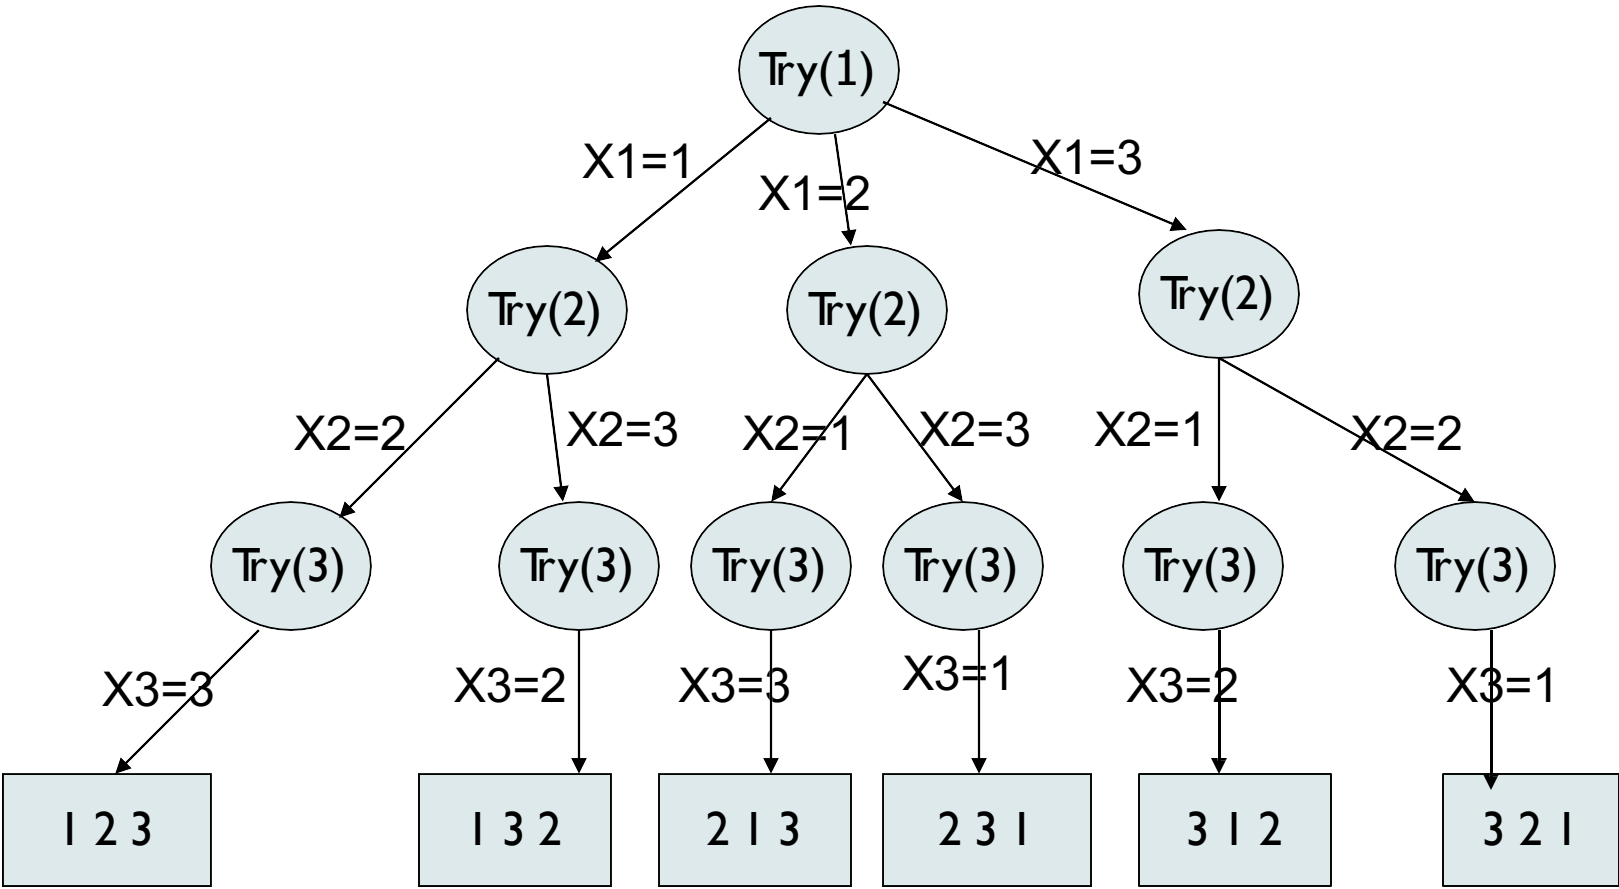 Try(1)
X1=1
X1=2
X1=3
Try(2)
Try(2)
Try(2)
X2=2
X2=3
X2=1
X2=3
X2=1
X2=2
Try(3)
Try(3)
Try(3)
Try(3)
Try(3)
Try(3)
X3=3
X3=2
X3=3
X3=1
X3=2
X3=1
1 2 3
1 3 2
2 1 3
2 3 1
3 1 2
3 2 1